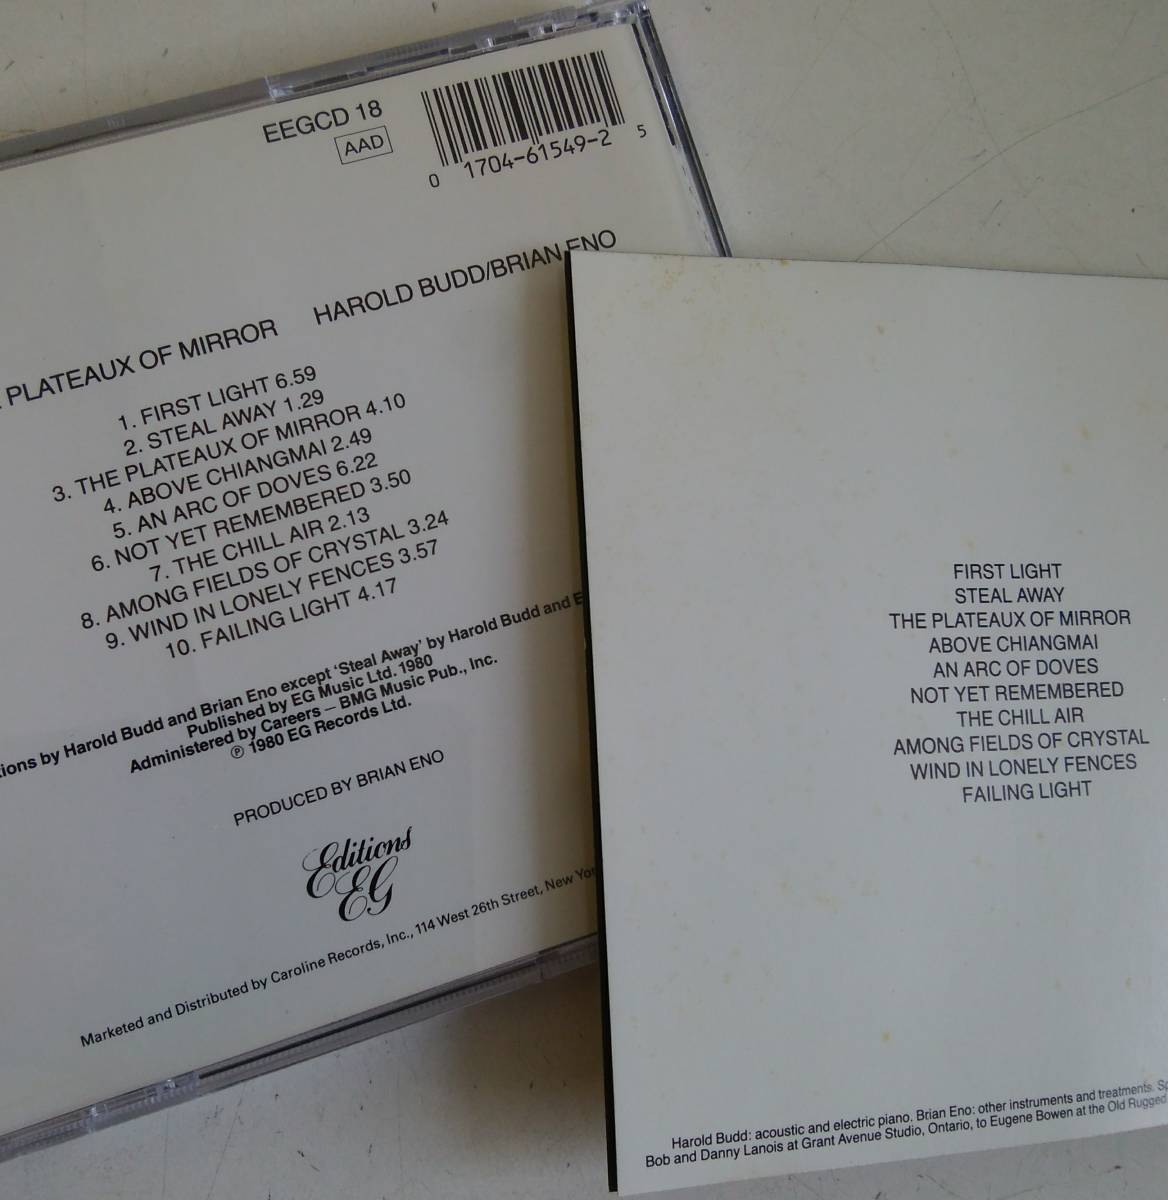 EEGCD 18
AAD
0 1704-61549-2 5
PLATEAUX OF MIRROR HAROLD BUDD/BRIAN ENO
1. FIRST LIGHT 6.59
2. STEAL AWAY 1.29
3. THE PLATEAUX OF MIRROR 4.10
4. ABOVE CHIANGMAI 2.49
5. AN ARC OF DOVES 6.22
6. NOT YET REMEMBERED 3.50
7. THE CHILL AIR 2.13
8. AMONG FIELDS OF CRYSTAL 3.24
9. WIND IN LONELY FENCES 3.57
10. FAILING LIGHT 4.17
by Harold Budd and Brian Eno except 'Steal Away' by Harold Budd and
Published by EG Music Ltd. 1980
Administered by Careers – BMG Music Pub., Inc.
℗ 1980 EG Records Ltd.
PRODUCED BY BRIAN ENO
Editions
EG
Marketed and Distributed by Caroline Records, Inc., 114 West 26th Street, New
FIRST LIGHT
STEAL AWAY
THE PLATEAUX OF MIRROR
ABOVE CHIANGMAI
AN ARC OF DOVES
NOT YET REMEMBERED
THE CHILL AIR
AMONG FIELDS OF CRYSTAL
WIND IN LONELY FENCES
FAILING LIGHT
Harold Budd: acoustic and electric piano. Brian Eno: other instruments and treatments.
Bob and Danny Lanois at Grant Avenue Studio, Ontario, to Eugene Bowen at the Old Rugged